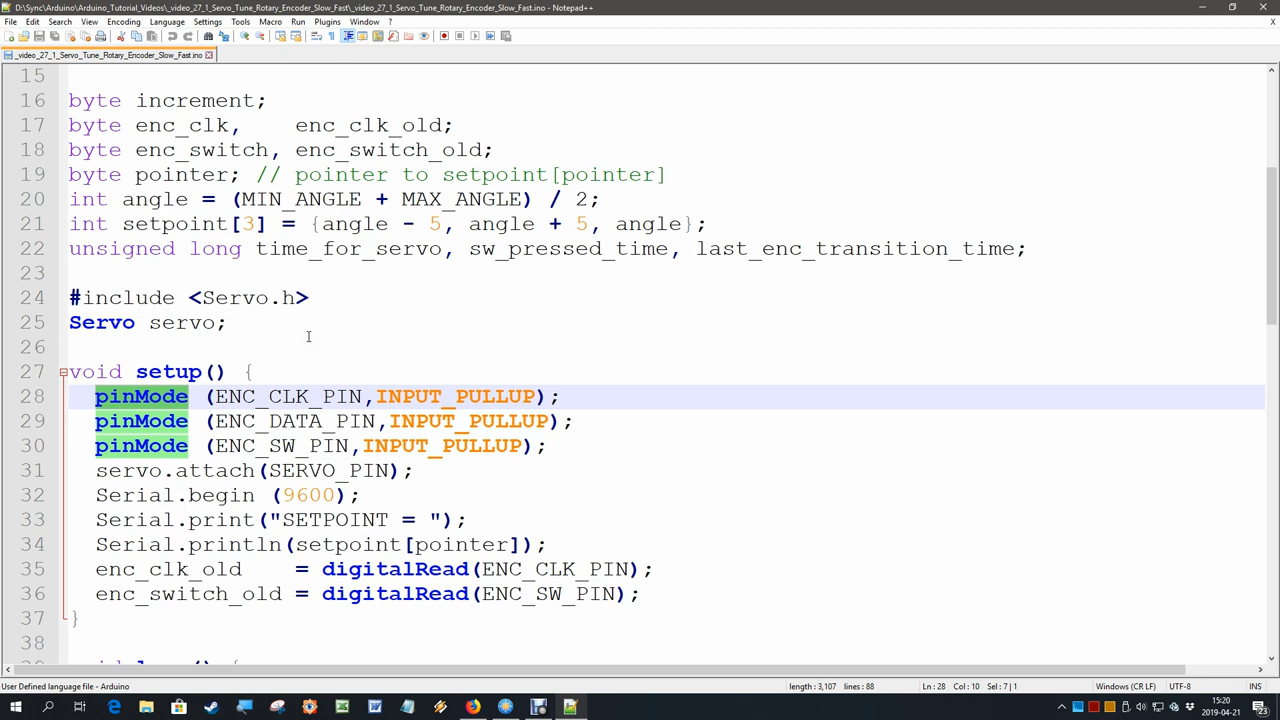 D:\Sync\Arduino\Arduino_Tutorial_Videos\_video_27_1_Servo_Tune_Rotary_Encoder_Slow_Fast\_video_27_1_Servo_Tune_Rotary_Encoder_Slow_Fast.ino - Notepad++
File Edit Search View Encoding Language Settings Tools Macro Run Plugins Window ?
_video_27_1_Servo_Tune_Rotary_Encoder_Slow_Fast.ino
15
16 byte increment;
17 byte enc_clk, enc_clk_old;
18 byte enc_switch, enc_switch_old;
19 byte pointer; // pointer to setpoint[pointer]
20 int angle = (MIN_ANGLE + MAX_ANGLE) / 2;
21 int setpoint[3] = {angle - 5, angle + 5, angle};
22 unsigned long time_for_servo, sw_pressed_time, last_enc_transition_time;
23
24 #include <Servo.h>
25 Servo servo;
26
27 void setup() {
28 pinMode (ENC_CLK_PIN,INPUT_PULLUP);
29 pinMode (ENC_DATA_PIN,INPUT_PULLUP);
30 pinMode (ENC_SW_PIN,INPUT_PULLUP);
31 servo.attach(SERVO_PIN);
32 Serial.begin (9600);
33 Serial.print("SETPOINT = ");
34 Serial.println(setpoint[pointer]);
35 enc_clk_old = digitalRead(ENC_CLK_PIN);
36 enc_switch_old = digitalRead(ENC_SW_PIN);
37 }
38
User Defined language file - Arduino length : 3,107 lines : 88 Ln : 28 Col : 10 Sel : 7 | 1 Windows (CR LF) UTF-8 INS
15:20
2019-04-21